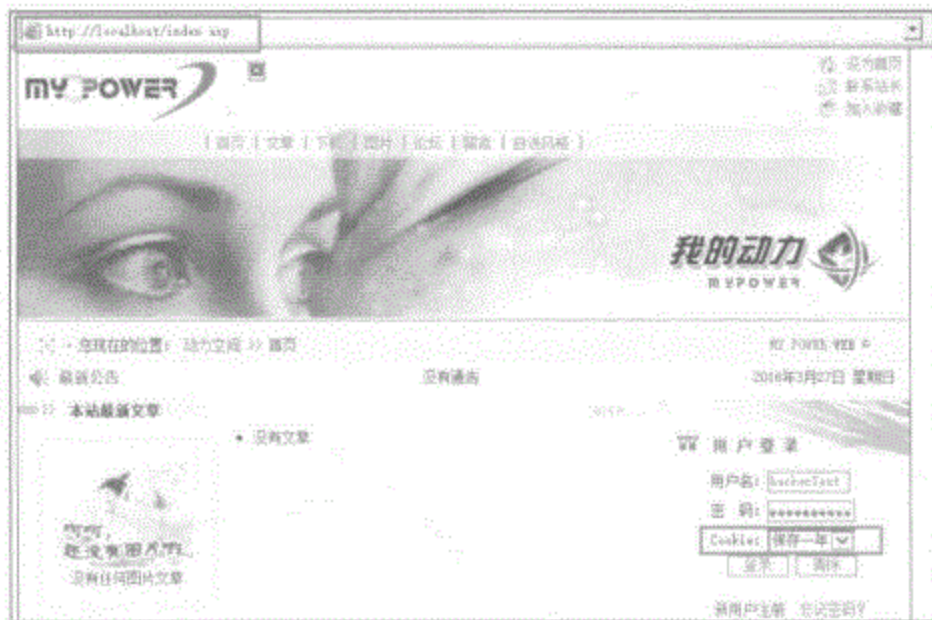 http://localhost/index asp
MY POWER
设为首页
联系站长
加入收藏
| 首页 | 文章 | 下载 | 图片 | 论坛 | 留言 | 自选风格 |
我的动力
MYPOWER
您现在的位置: 动力空间 >> 首页
MY POWER WEB
最新公告
没有通告
2016年3月27日 星期日
本站最新文章
• 没有文章
用 户 登 录
用户名: hackerTest
密 码: **********
Cookie: 保存一年
登录 清除
还 没 有 图 片
没有任何图片文章
新用户注册 忘记密码?